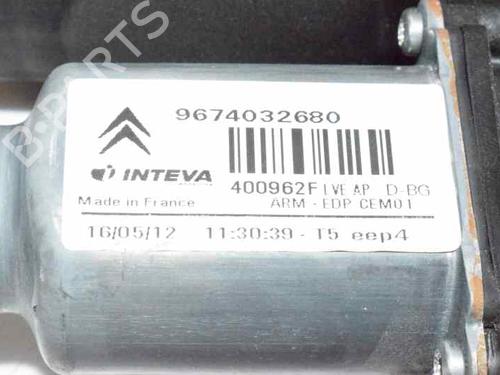 9674032680
INTEVA
400962F LVE AP D-BG
Made in France
ARM - EDP CEM01
16/05/12 11:30:39 - T5 eep4
B-PARTS